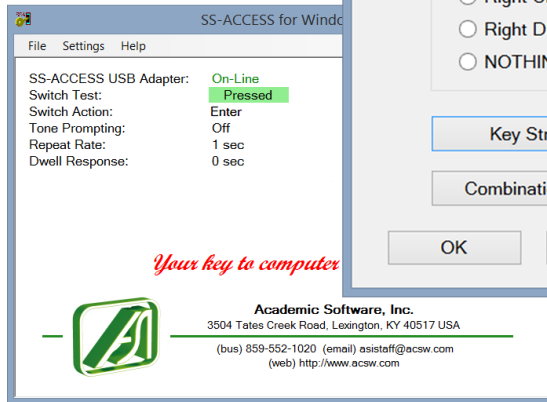 SS-ACCESS for Windo
File Settings Help
SS-ACCESS USB Adapter: On-Line
Switch Test: Pressed
Switch Action: Enter
Tone Prompting: Off
Repeat Rate: 1 sec
Dwell Response: 0 sec
Your key to computer
Academic Software, Inc.
3504 Tates Creek Road, Lexington, KY 40517 USA
(bus) 859-552-1020 (email) asistaff@acsw.com
(web) http://www.acsw.com
Right
Right D
NOTHIN
Key Str
Combinati
OK